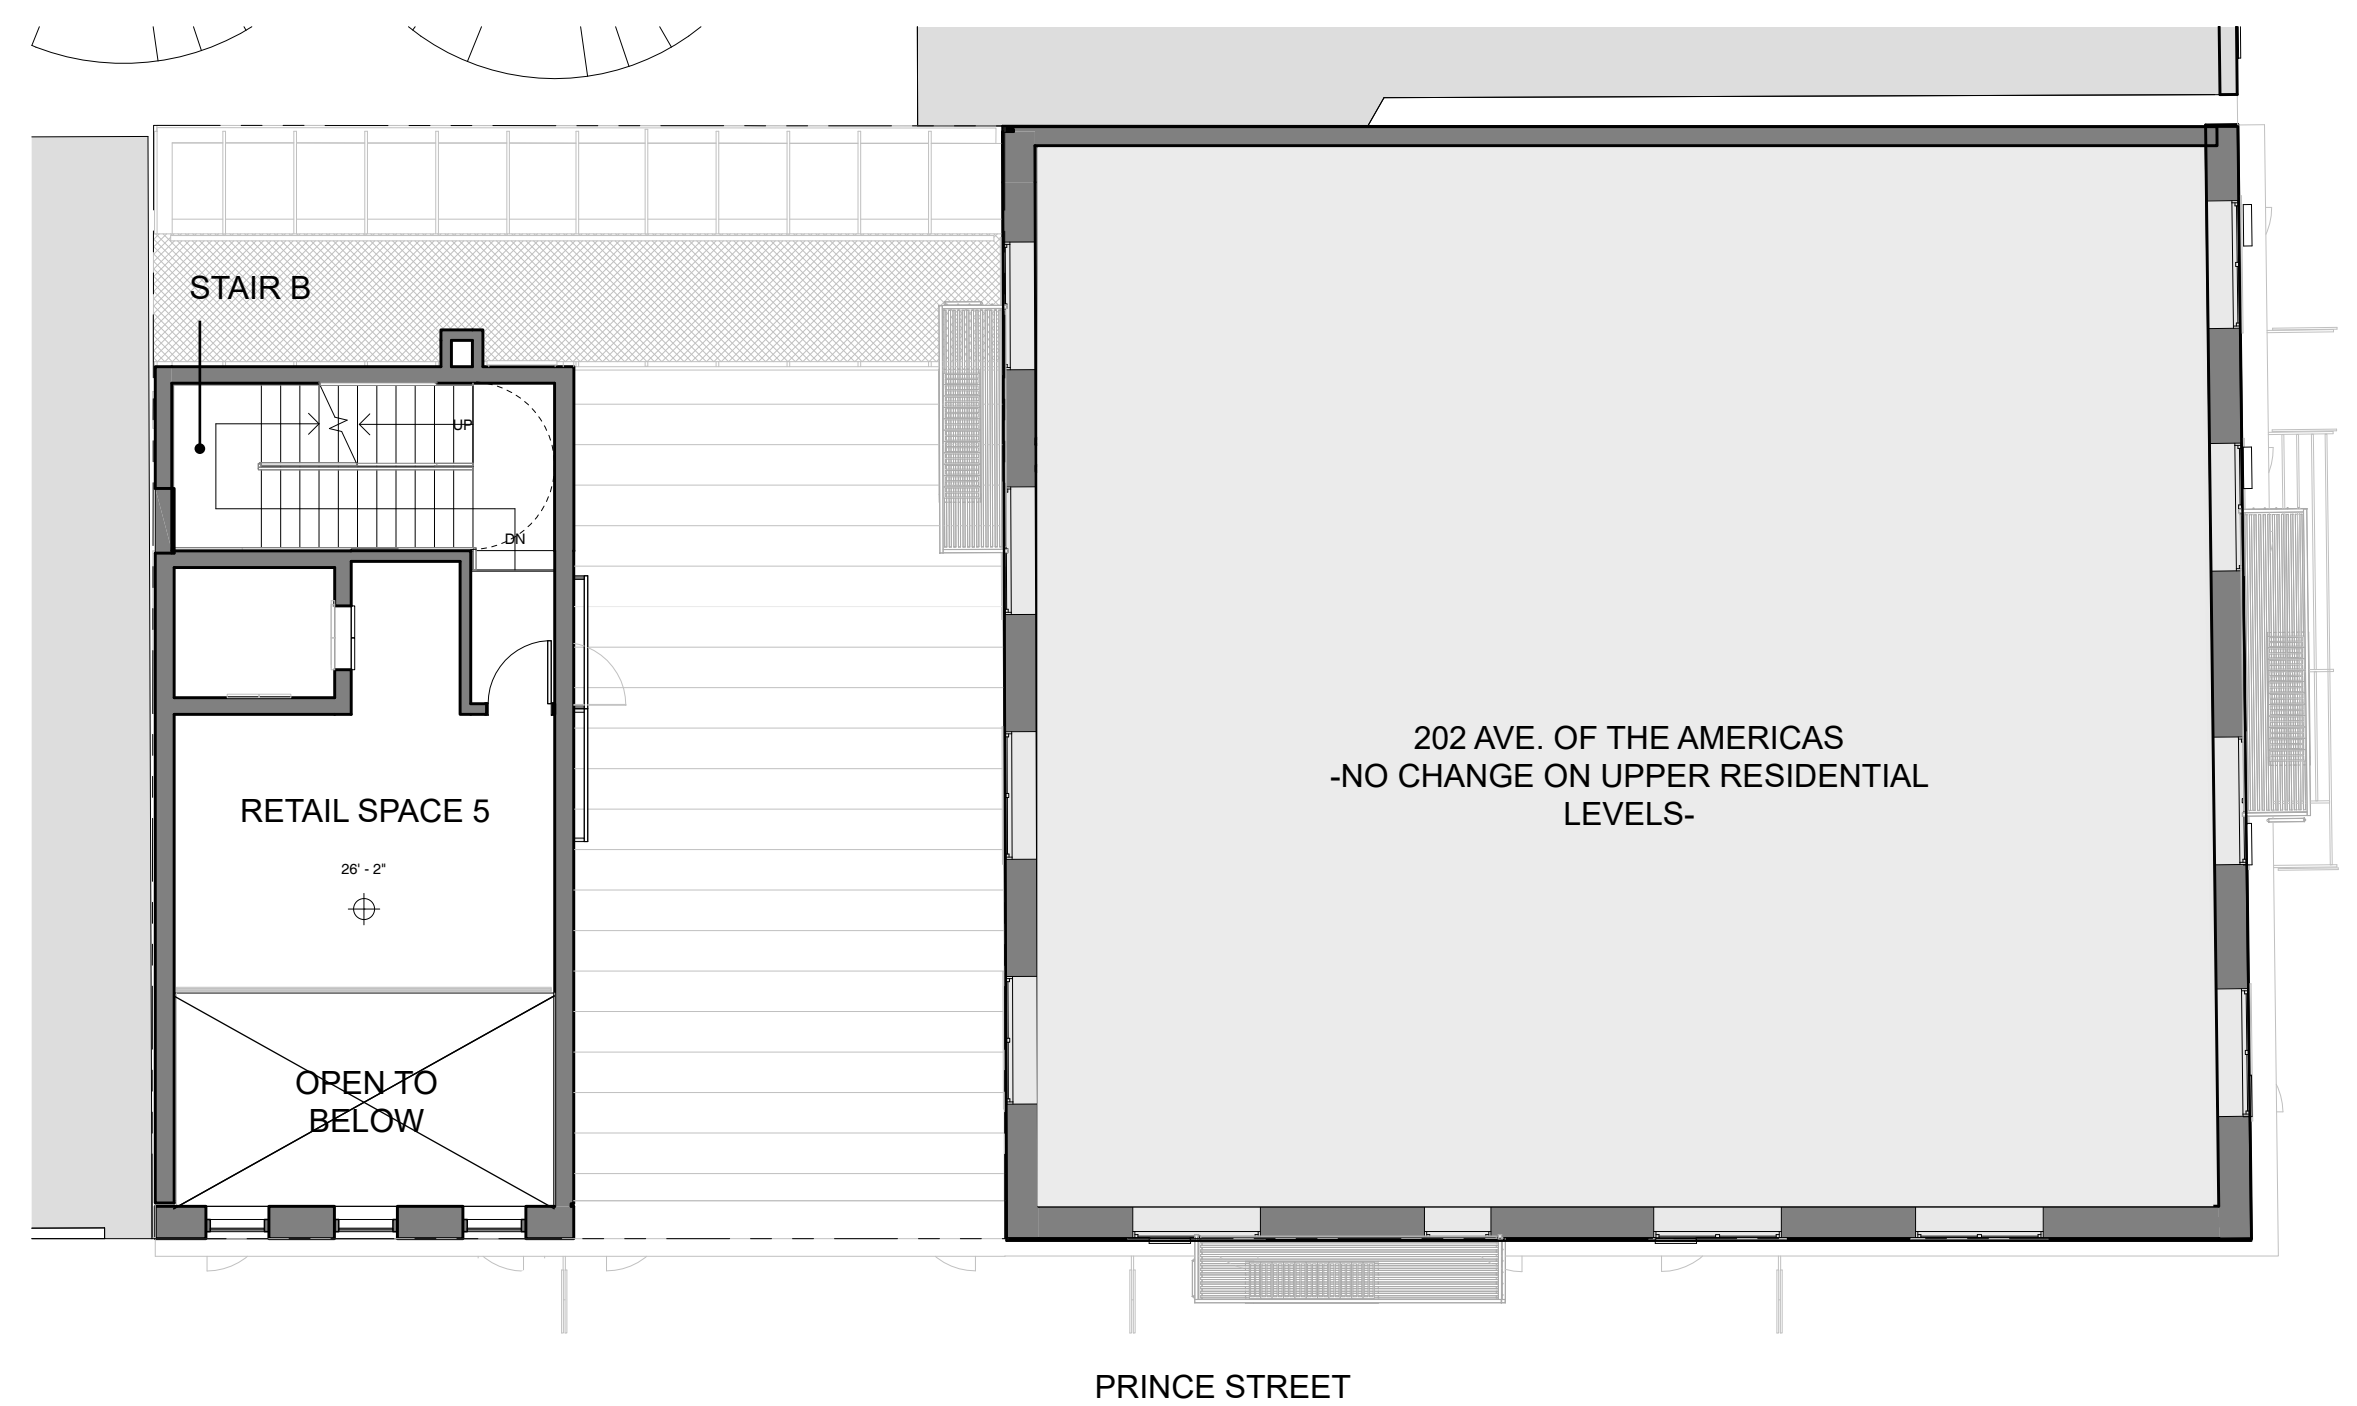 STAIR B
UP
DN
RETAIL SPACE 5
26' - 2"
OPEN TO
BELOW
202 AVE. OF THE AMERICAS
-NO CHANGE ON UPPER RESIDENTIAL
LEVELS-
PRINCE STREET